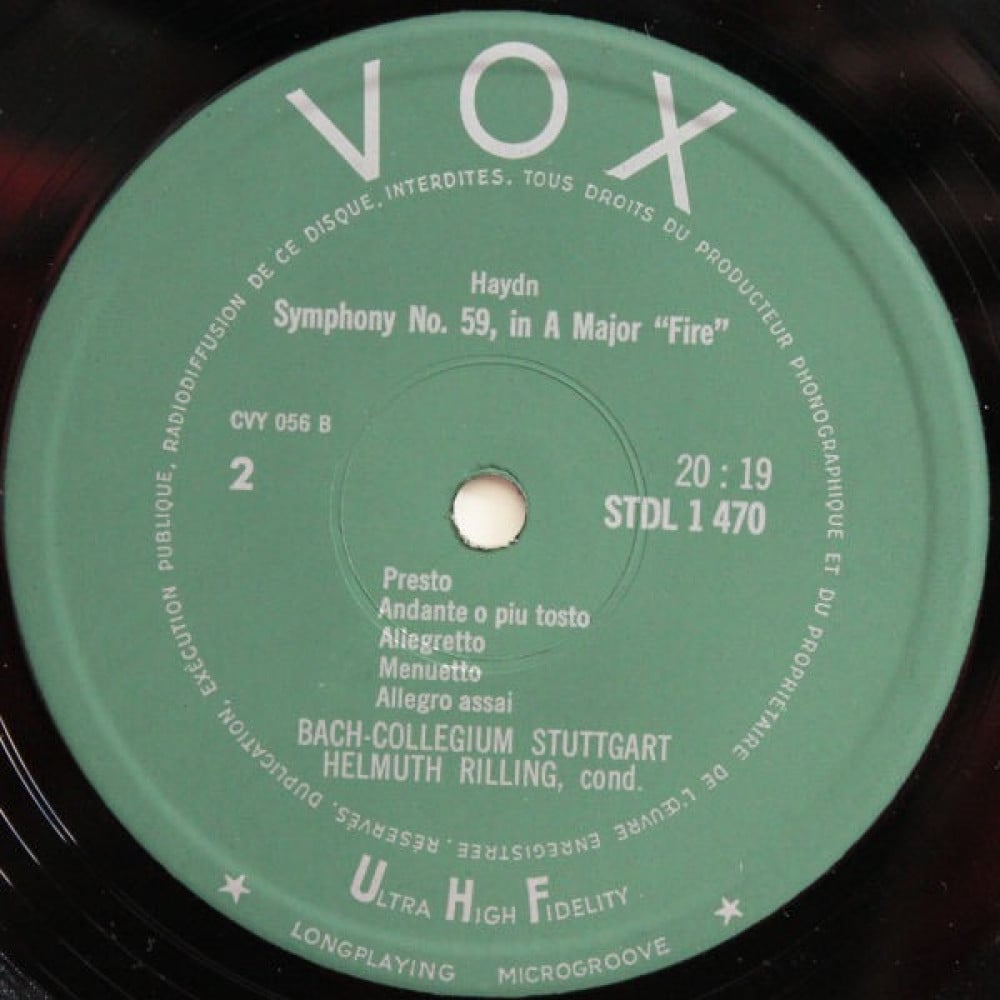 VOX
TOUS DROITS DU PRODUCTEUR PHONOGRAPHIQUE ET DU PROPRIETAIRE DE L'ŒUVRE ENREGISTREE. RÉSERVÉS. DUPLICATION, EXÉCUTION PUBLIQUE, RADIODIFFUSION DE CE DISQUE, INTERDITES.
Haydn
Symphony No. 59, in A Major “Fire”
CVY 056 B
2
20 : 19
STDL 1 470
Presto
Andante o piu tosto
Allegretto
Menuetto
Allegro assai
BACH-COLLEGIUM STUTTGART
HELMUTH RILLING, cond.
ULTRA HIGH FIDELITY
LONGPLAYING MICROGROOVE